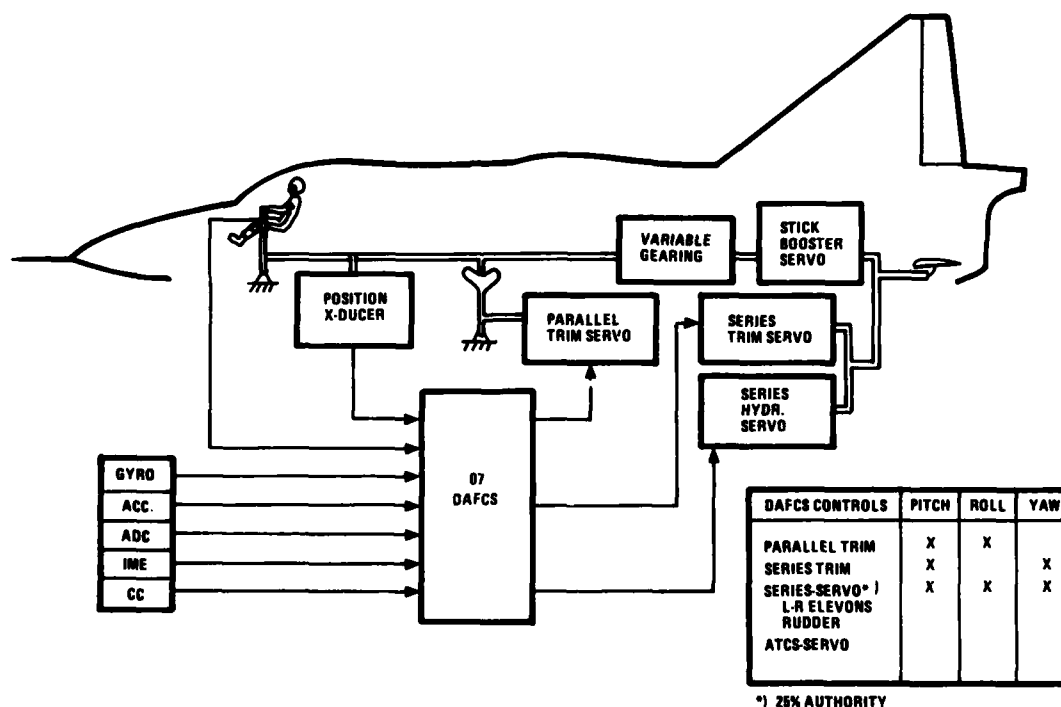 VARIABLE
GEARING
STICK
BOOSTER
SERVO
POSITION
X-DUCER
PARALLEL
TRIM SERVO
SERIES
TRIM SERVO
SERIES
HYDR.
SERVO
07
DAFCS
GYRO
ACC.
ADC
IME
CC
DAFCS CONTROLS PITCH ROLL YAW
PARALLEL TRIM X X
SERIES TRIM X X
SERIES-SERVO*) X X X
L-R ELEVONS
RUDDER
ATCS-SERVO
*) 25% AUTHORITY